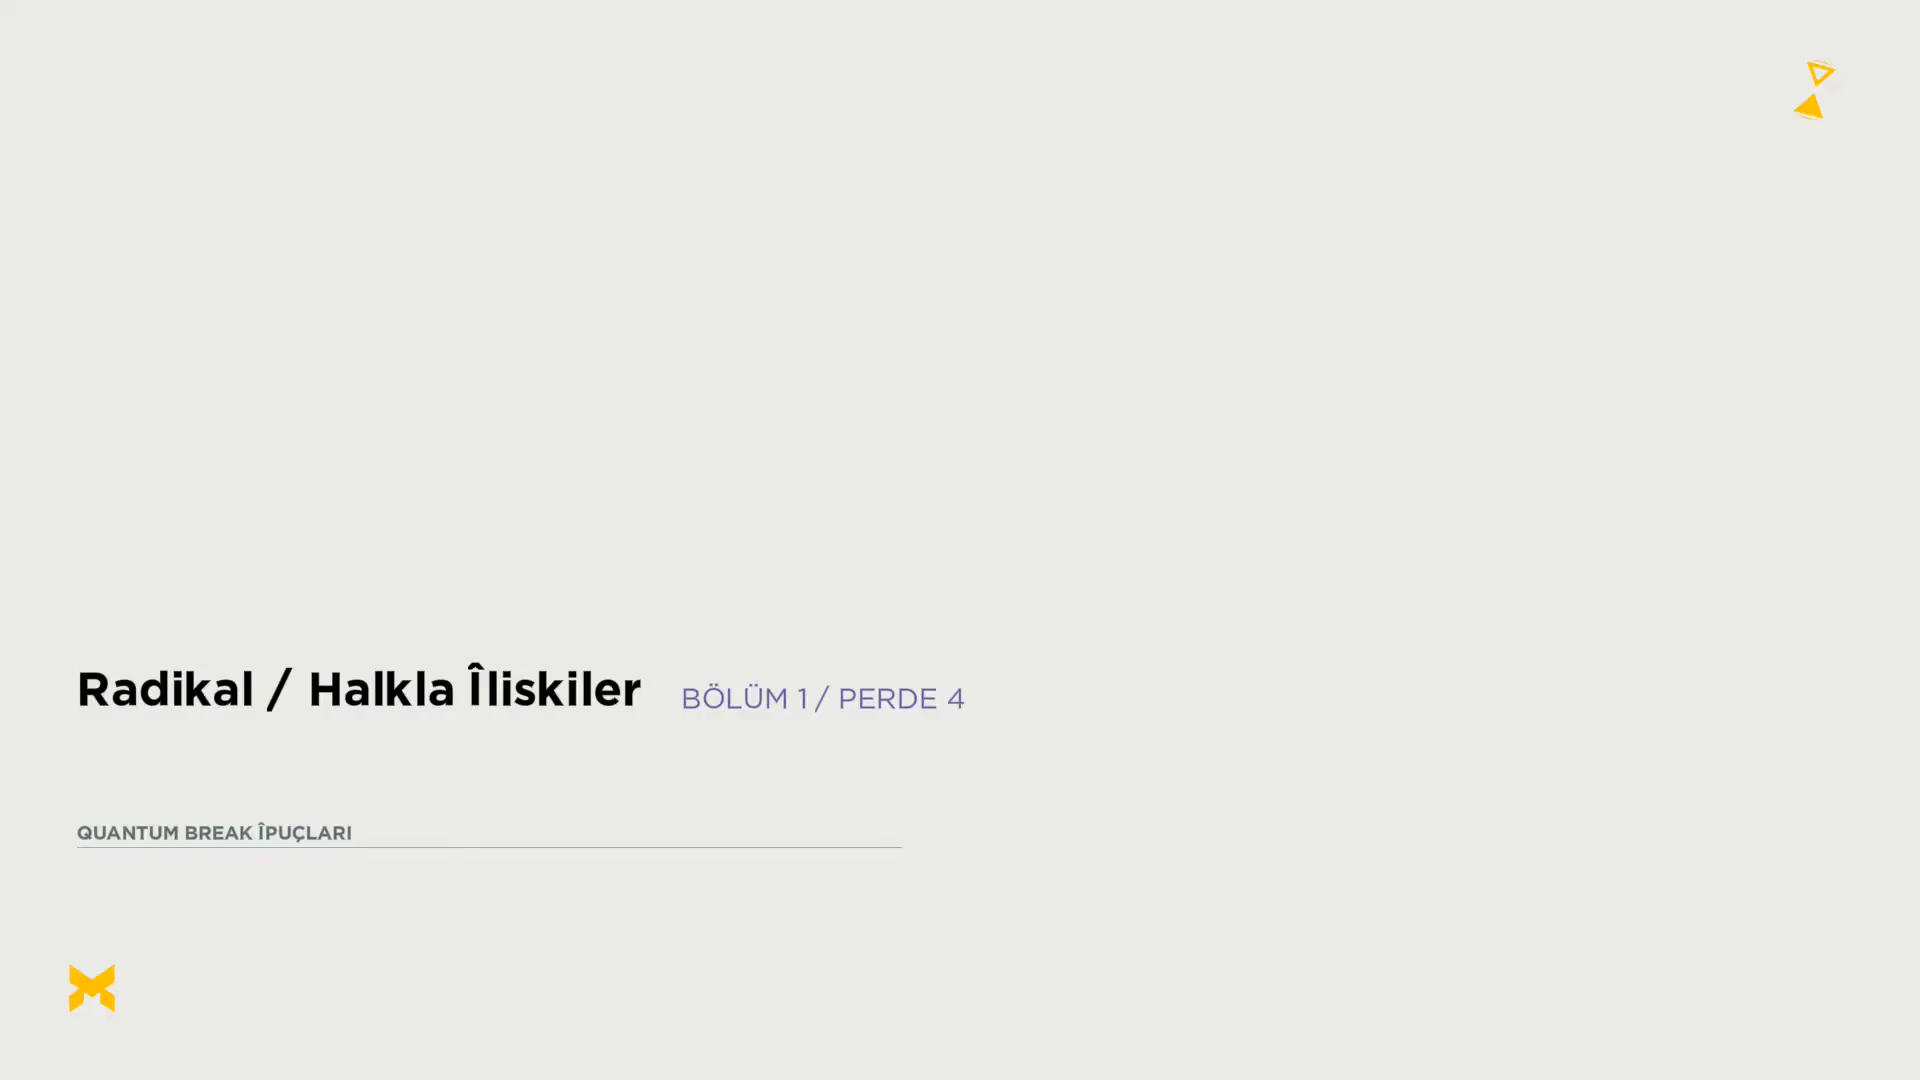 Radikal / Halkla Îliskiler BÖLÜM 1 / PERDE 4
QUANTUM BREAK ÎPUÇLARI